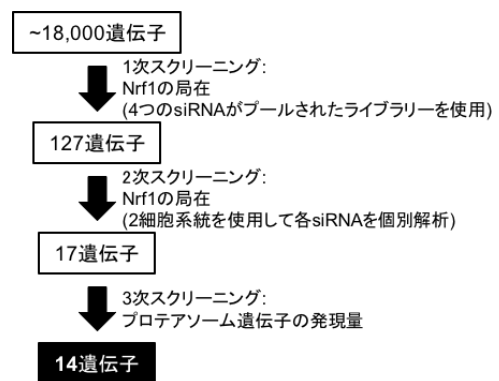 ~18,000遺伝子
1次スクリーニング:
Nrf1の局在
(4つのsiRNAがプールされたライブラリーを使用)
127遺伝子
2次スクリーニング:
Nrf1の局在
(2細胞系統を使用して各siRNAを個別解析)
17遺伝子
3次スクリーニング:
プロテアソーム遺伝子の発現量
14遺伝子